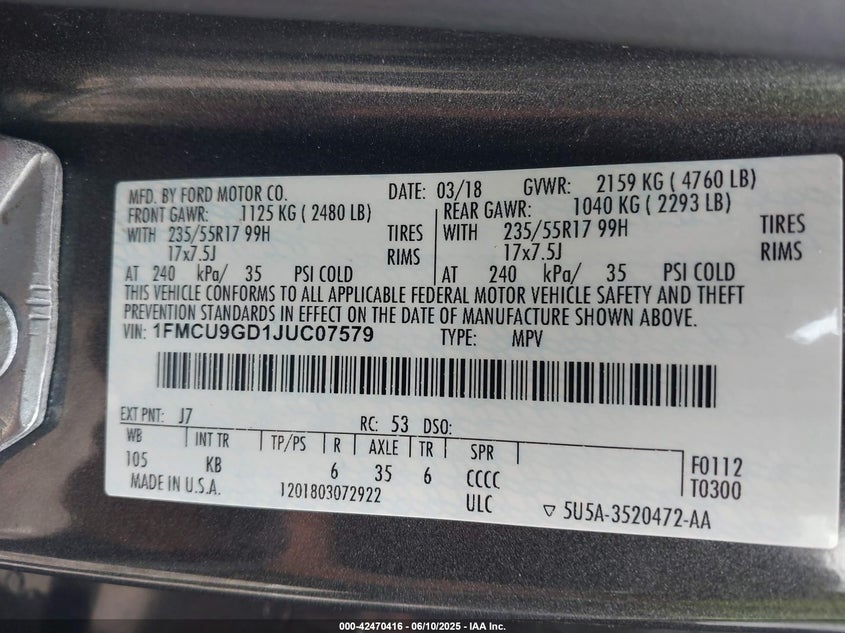 MFD. BY FORD MOTOR CO. DATE: 03/18 GVWR: 2159 KG ( 4760 LB)
FRONT GAWR: 1125 KG ( 2480 LB) REAR GAWR: 1040 KG ( 2293 LB)
WITH 235/55R17 99H TIRES WITH 235/55R17 99H TIRES
17x7.5J RIMS 17x7.5J RIMS
AT 240 kPa/ 35 PSI COLD AT 240 kPa/ 35 PSI COLD
THIS VEHICLE CONFORMS TO ALL APPLICABLE FEDERAL MOTOR VEHICLE SAFETY AND THEFT
PREVENTION STANDARDS IN EFFECT ON THE DATE OF MANUFACTURE SHOWN ABOVE.
VIN: 1FMCU9GD1JUC07579 TYPE: MPV
EXT PNT: J7 RC: 53 DSO:
WB INT TR TP/PS R AXLE TR SPR
105 KB 6 35 6 CCCC
F0112
MADE IN U.S.A. 1201803072922 ULC
T0300
▽ 5U5A-3520472-AA
000-42470416 - 06/10/2025 - IAA Inc.